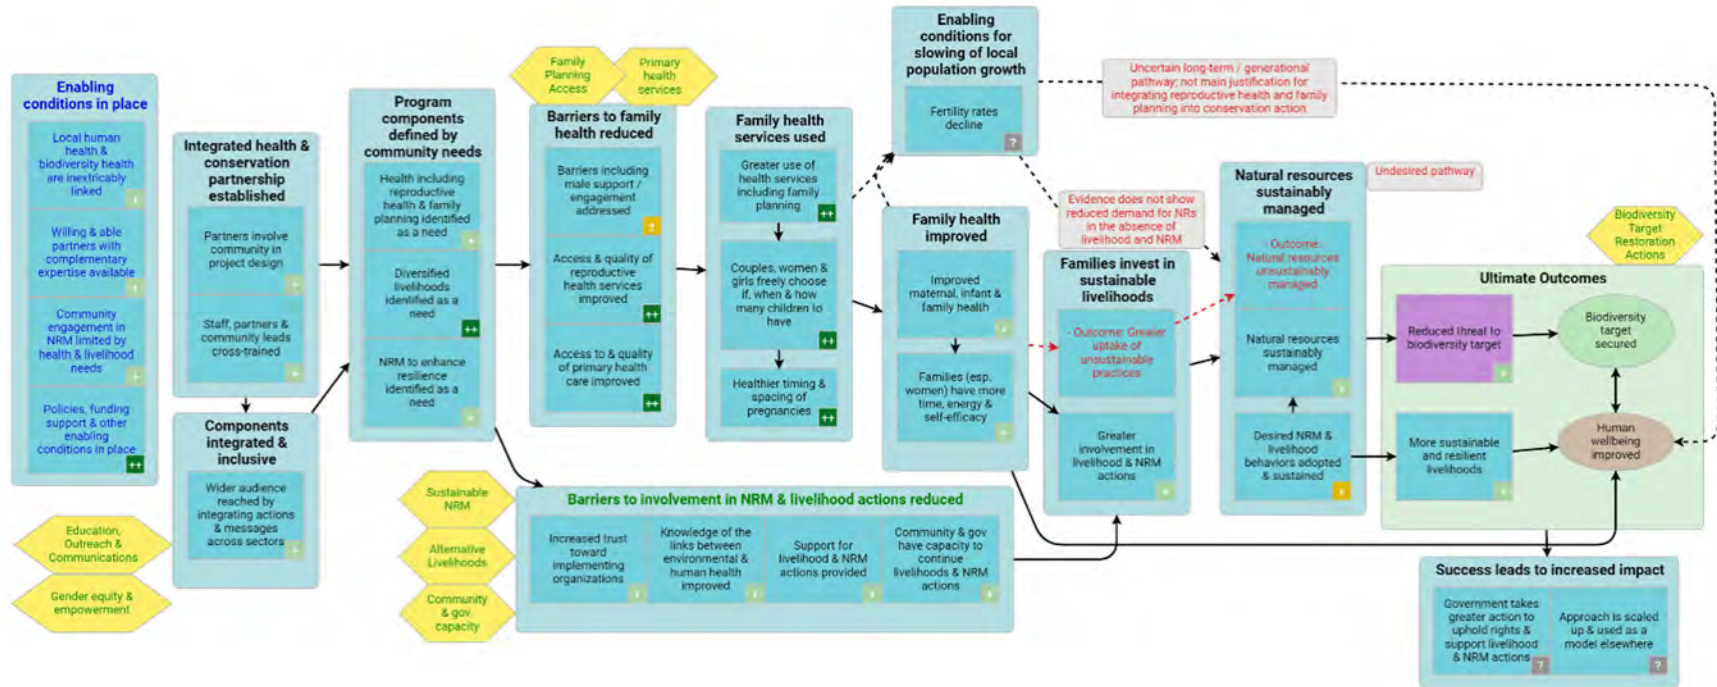 Enabling
conditions in place
Local human
health &
biodiversity health
are inextricably
linked
+
Willing & able
partners with
complementary
expertise available
+
Community
engagement in
NRM limited by
health & livelihood
needs
+
Policies, funding
support & other
enabling
conditions in place
++
Education,
Outreach &
Communications
Gender equity &
empowerment
Integrated health &
conservation
partnership
established
Partners involve
community in
project design
+
Staff, partners &
community leads
cross-trained
+
Components
integrated &
inclusive
Wider audience
reached by
integrating actions
& messages
across sectors
+
Program
components
defined by
community needs
Health including
reproductive
health & family
planning identified
as a need
+
Diversified
livelihoods
identified as a
need
++
NRM to enhance
resilience
identified as a
need
+
Family
Planning
Access
Primary
health
services
Barriers to family
health reduced
Barriers including
male support /
engagement
addressed
±
Access & quality of
reproductive
health services
improved
++
Access to & quality
of primary health
care improved
++
Family health
services used
Greater use of
health services
including family
planning
++
Couples, women &
girls freely choose
if, when & how
many children to
have
++
Healthier timing &
spacing of
pregnancies
++
Sustainable
NRM
Alternative
Livelihoods
Community
& gov.
capacity
Barriers to involvement in NRM & livelihood actions reduced
Increased trust
toward
implementing
organizations
+
Knowledge of the
links between
environmental &
human health
improved
+
Support for
livelihood & NRM
actions provided
+
Community & gov
have capacity to
continue
livelihoods & NRM
actions
+
Enabling
conditions for
slowing of local
population growth
Fertility rates
decline
?
Uncertain long-term / generational
pathway; not main justification for
integrating reproductive health and family
planning into conservation action
Family health
improved
Improved
maternal, infant &
family health
+
Families (esp.
women) have more
time, energy &
self-efficacy
+
Evidence does not show
reduced demand for NRs
in the absence of
livelihood and NRM
Families invest in
sustainable
livelihoods
- Outcome: Greater
uptake of
unsustainable
practices
Greater
involvement in
livelihood & NRM
actions
+
Natural resources
sustainably
managed
Undesired pathway
- Outcome:
Natural resources
unsustainably
managed
Natural resources
sustainably
managed
+
Desired NRM &
livelihood
behaviors adopted
& sustained
±
Biodiversity
Target
Restoration
Actions
Ultimate Outcomes
Reduced threat to
biodiversity target
+
Biodiversity
target
secured
More sustainable
and resilient
livelihoods
+
Human
wellbeing
improved
Success leads to increased impact
Government takes
greater action to
uphold rights &
support livelihood
& NRM actions
?
Approach is scaled
up & used as a
model elsewhere
?